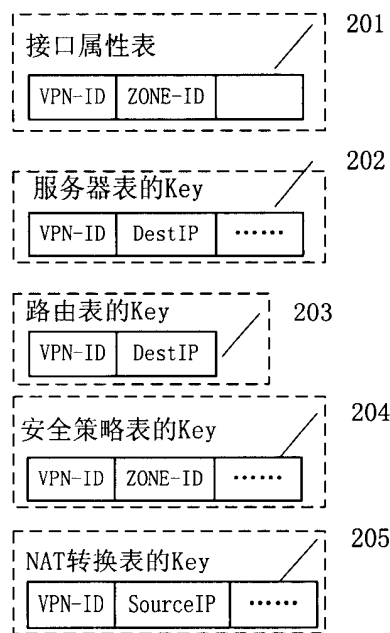 接口属性表
201
VPN-ID ZONE-ID
服务器表的Key
202
VPN-ID DestIP ……
路由表的Key
203
VPN-ID DestIP
安全策略表的Key
204
VPN-ID ZONE-ID ……
NAT转换表的Key
205
VPN-ID SourceIP ……